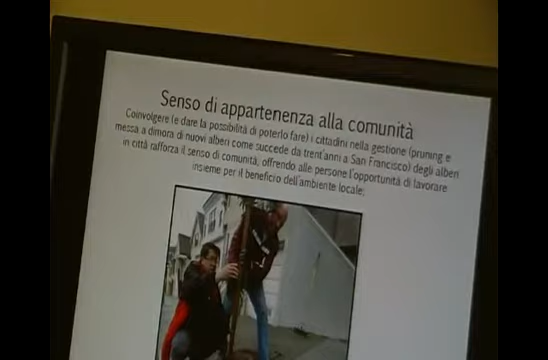 Senso di appartenenza alla comunità
Coinvolgere (e dare la possibilità di poterlo fare) i cittadini nella gestione (pruning e
messa a dimora di nuovi alberi come succede da trent'anni a San Francisco) degli alberi
in città rafforza il senso di comunità, offrendo alle persone l'opportunità di lavorare
insieme per il beneficio dell'ambiente locale;